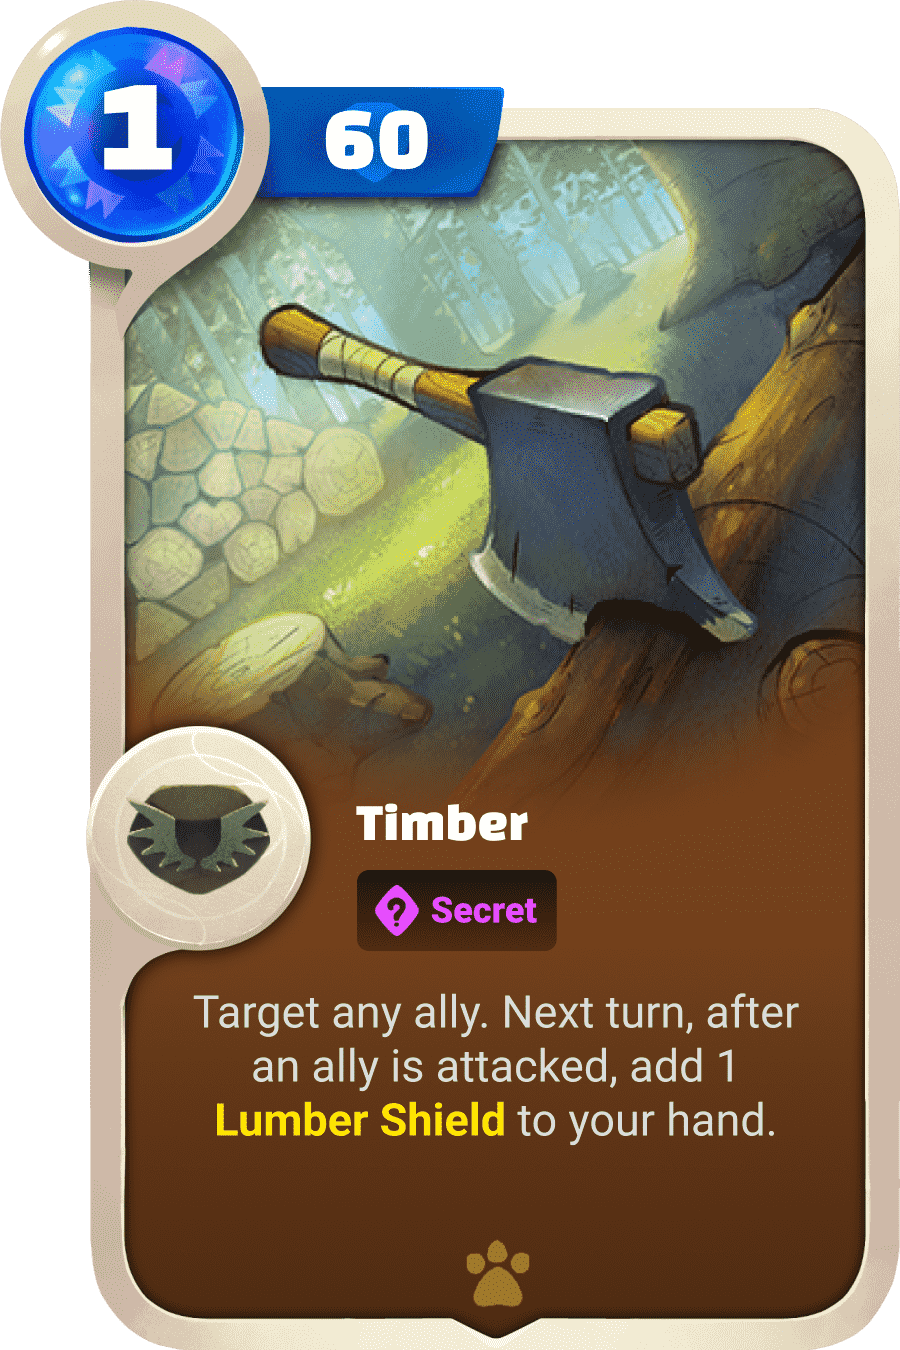 1
60
Timber
? Secret
Target any ally. Next turn, after
an ally is attacked, add 1
Lumber Shield to your hand.